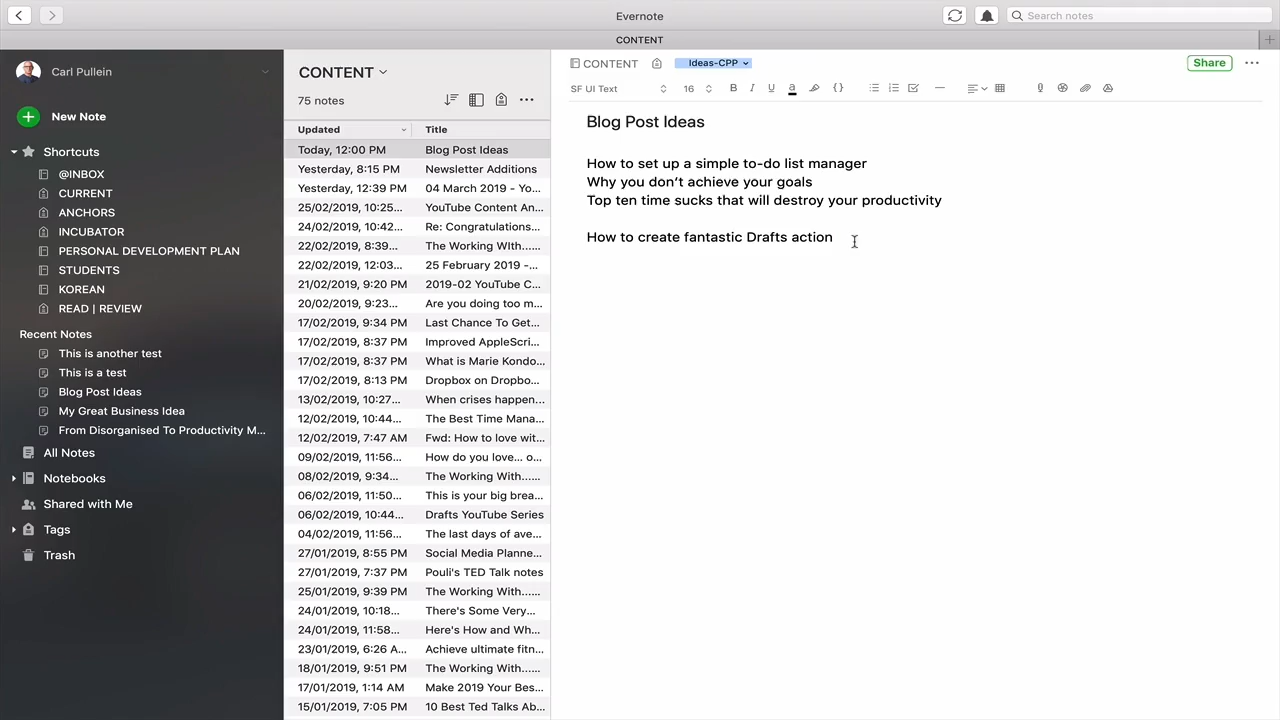 Evernote
Search notes
CONTENT
Carl Pullein
New Note
Shortcuts
@INBOX
CURRENT
ANCHORS
INCUBATOR
PERSONAL DEVELOPMENT PLAN
STUDENTS
KOREAN
READ | REVIEW
Recent Notes
This is another test
This is a test
Blog Post Ideas
My Great Business Idea
From Disorganised To Productivity M...
All Notes
Notebooks
Shared with Me
Tags
Trash
CONTENT
75 notes
Updated Title
Today, 12:00 PM Blog Post Ideas
Yesterday, 8:15 PM Newsletter Additions
Yesterday, 12:39 PM 04 March 2019 - Yo...
25/02/2019, 10:25... YouTube Content An...
24/02/2019, 10:42... Re: Congratulations...
22/02/2019, 8:39... The Working WIth......
22/02/2019, 12:03... 25 February 2019 -...
21/02/2019, 9:20 PM 2019-02 YouTube C...
20/02/2019, 9:23... Are you doing too m...
17/02/2019, 9:34 PM Last Chance To Get...
17/02/2019, 8:37 PM Improved AppleScri...
17/02/2019, 8:37 PM What is Marie Kondo...
17/02/2019, 8:13 PM Dropbox on Dropbo...
13/02/2019, 10:27... When crises happen...
12/02/2019, 10:44... The Best Time Mana...
12/02/2019, 7:47 AM Fwd: How to love wit...
09/02/2019, 11:56... How do you love... o...
08/02/2019, 9:34... The Working With......
06/02/2019, 11:50... This is your big brea...
06/02/2019, 10:44... Drafts YouTube Series
04/02/2019, 11:56... The last days of ave...
27/01/2019, 8:55 PM Social Media Planne...
27/01/2019, 7:37 PM Pouli's TED Talk notes
25/01/2019, 9:39 PM The Working With......
24/01/2019, 10:18... There's Some Very...
24/01/2019, 11:58... Here's How and Wh...
23/01/2019, 6:26 A... Achieve ultimate fitn...
18/01/2019, 9:51 PM The Working With......
17/01/2019, 1:14 AM Make 2019 Your Bes...
15/01/2019, 7:05 PM 10 Best Ted Talks Ab...
CONTENT Ideas-CPP Share
SF UI Text 16 B I U a {}
Blog Post Ideas
How to set up a simple to-do list manager
Why you don't achieve your goals
Top ten time sucks that will destroy your productivity
How to create fantastic Drafts action